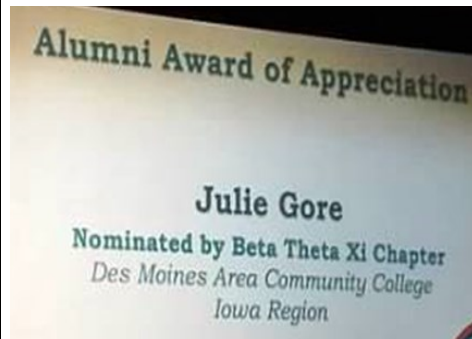 Alumni Award of Appreciation
Julie Gore
Nominated by Beta Theta Xi Chapter
Des Moines Area Community College
Iowa Region